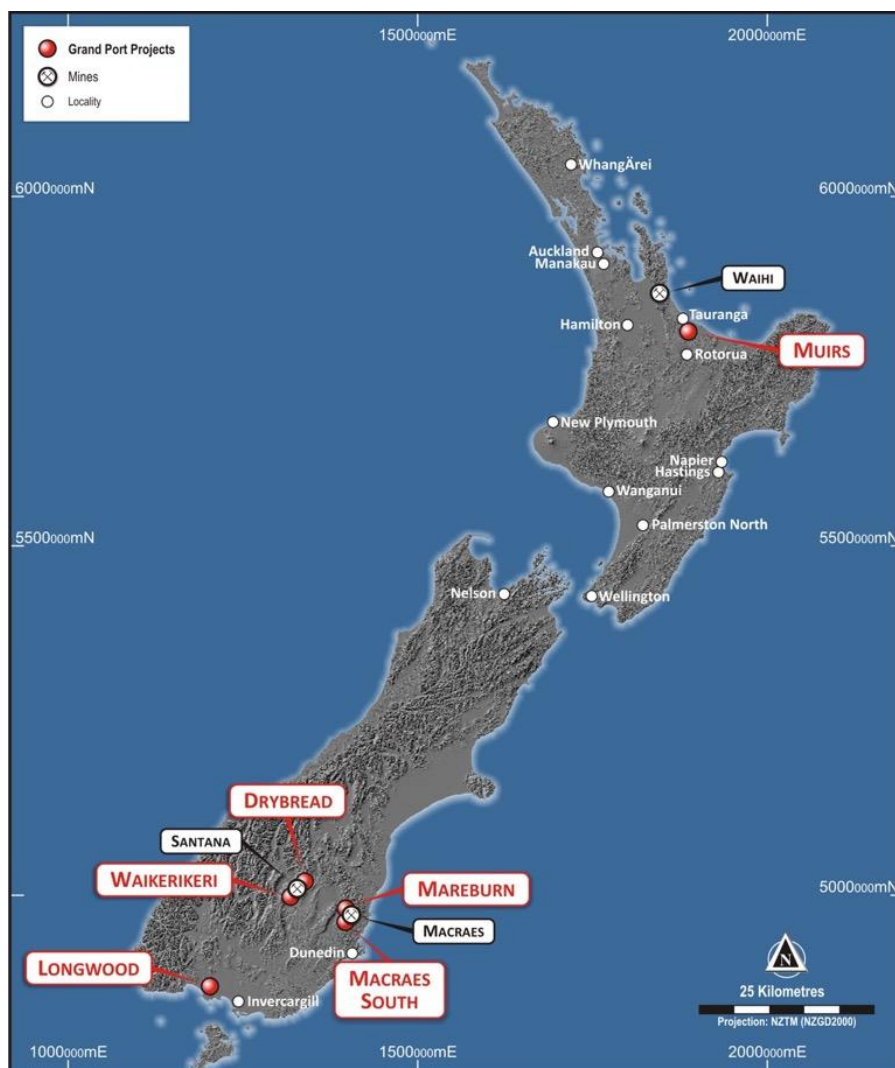 1500000mE
2000000mE
Grand Port Projects
Mines
Locality
WhangÄrei
6000000mN
6000000mN
Auckland
Manakau
WAIHI
Tauranga
Hamilton
MUIRS
Rotorua
New Plymouth
Napier
Hastings
Wanganui
Palmerston North
5500000mN
5500000mN
Nelson
Wellington
DRYBREAD
SANTANA
WAIKERIKERI
MAREBURN
5000000mN
MACRAES
Dunedin
LONGWOOD
MACRAES
SOUTH
N
Invercargill
25 Kilometres
Projection: NZTM (NZGD2000)
1000000mE
1500000mE
2000000mE